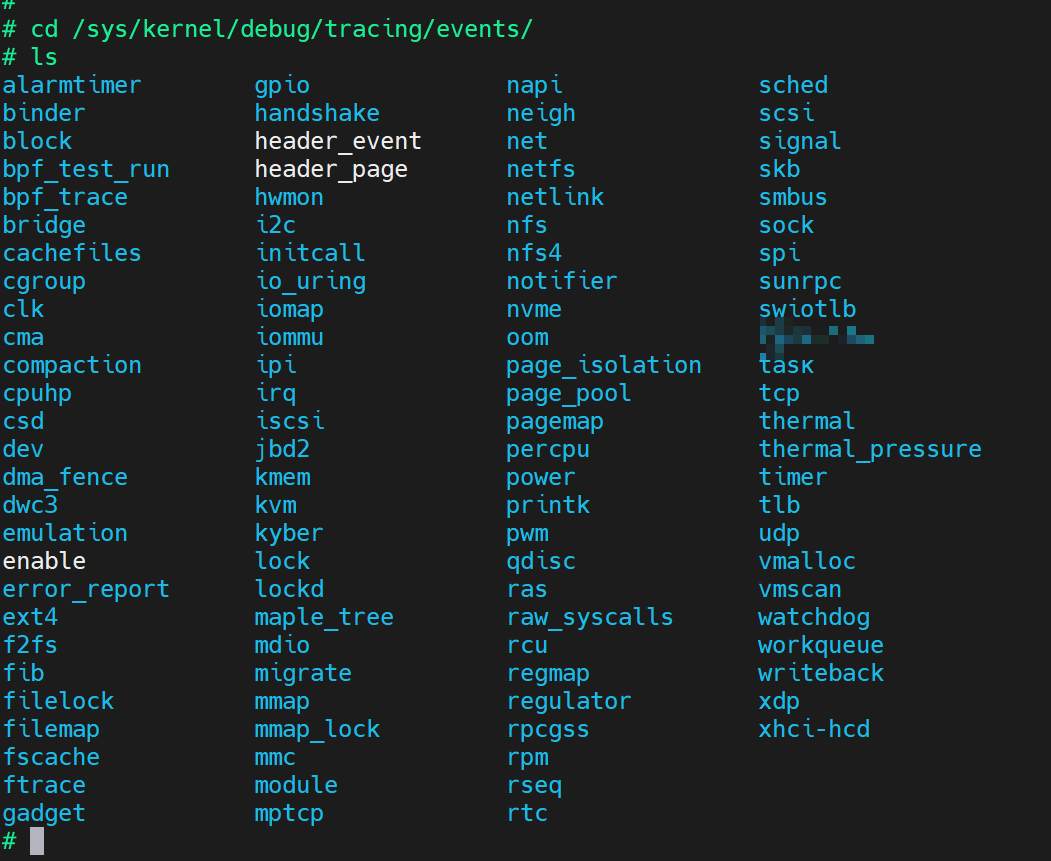 #
# cd /sys/kernel/debug/tracing/events/
# ls
alarmtimer gpio napi sched
binder handshake neigh scsi
block header_event net signal
bpf_test_run header_page netfs skb
bpf_trace hwmon netlink smbus
bridge i2c nfs sock
cachefiles initcall nfs4 spi
cgroup io_uring notifier sunrpc
clk iomap nvme swiotlb
cma iommu oom
compaction ipi page_isolation task
cpuhp irq page_pool tcp
csd iscsi pagemap thermal
dev jbd2 percpu thermal_pressure
dma_fence kmem power timer
dwc3 kvm printk tlb
emulation kyber pwm udp
enable lock qdisc vmalloc
error_report lockd ras vmscan
ext4 maple_tree raw_syscalls watchdog
f2fs mdio rcu workqueue
fib migrate regmap writeback
filelock mmap regulator xdp
filemap mmap_lock rpcgss xhci-hcd
fscache mmc rpm
ftrace module rseq
gadget mptcp rtc
#